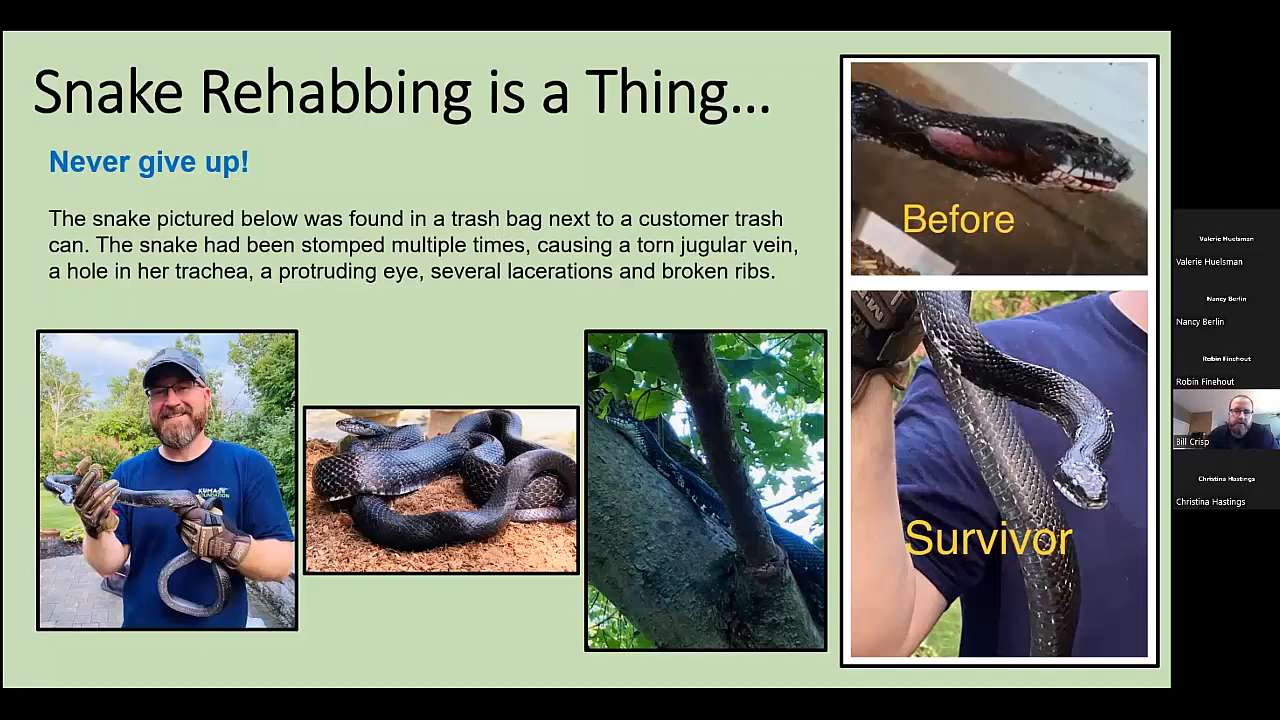 Snake Rehabbing is a Thing...
Never give up!
The snake pictured below was found in a trash bag next to a customer trash
can. The snake had been stomped multiple times, causing a torn jugular vein,
a hole in her trachea, a protruding eye, several lacerations and broken ribs.
Before
Survivor
Valerie Huelsman
Valerie Huelsman
Nancy Berlin
Nancy Berlin
Robin Finehout
Robin Finehout
Bill Crisp
Christina Hastings
Christina Hastings